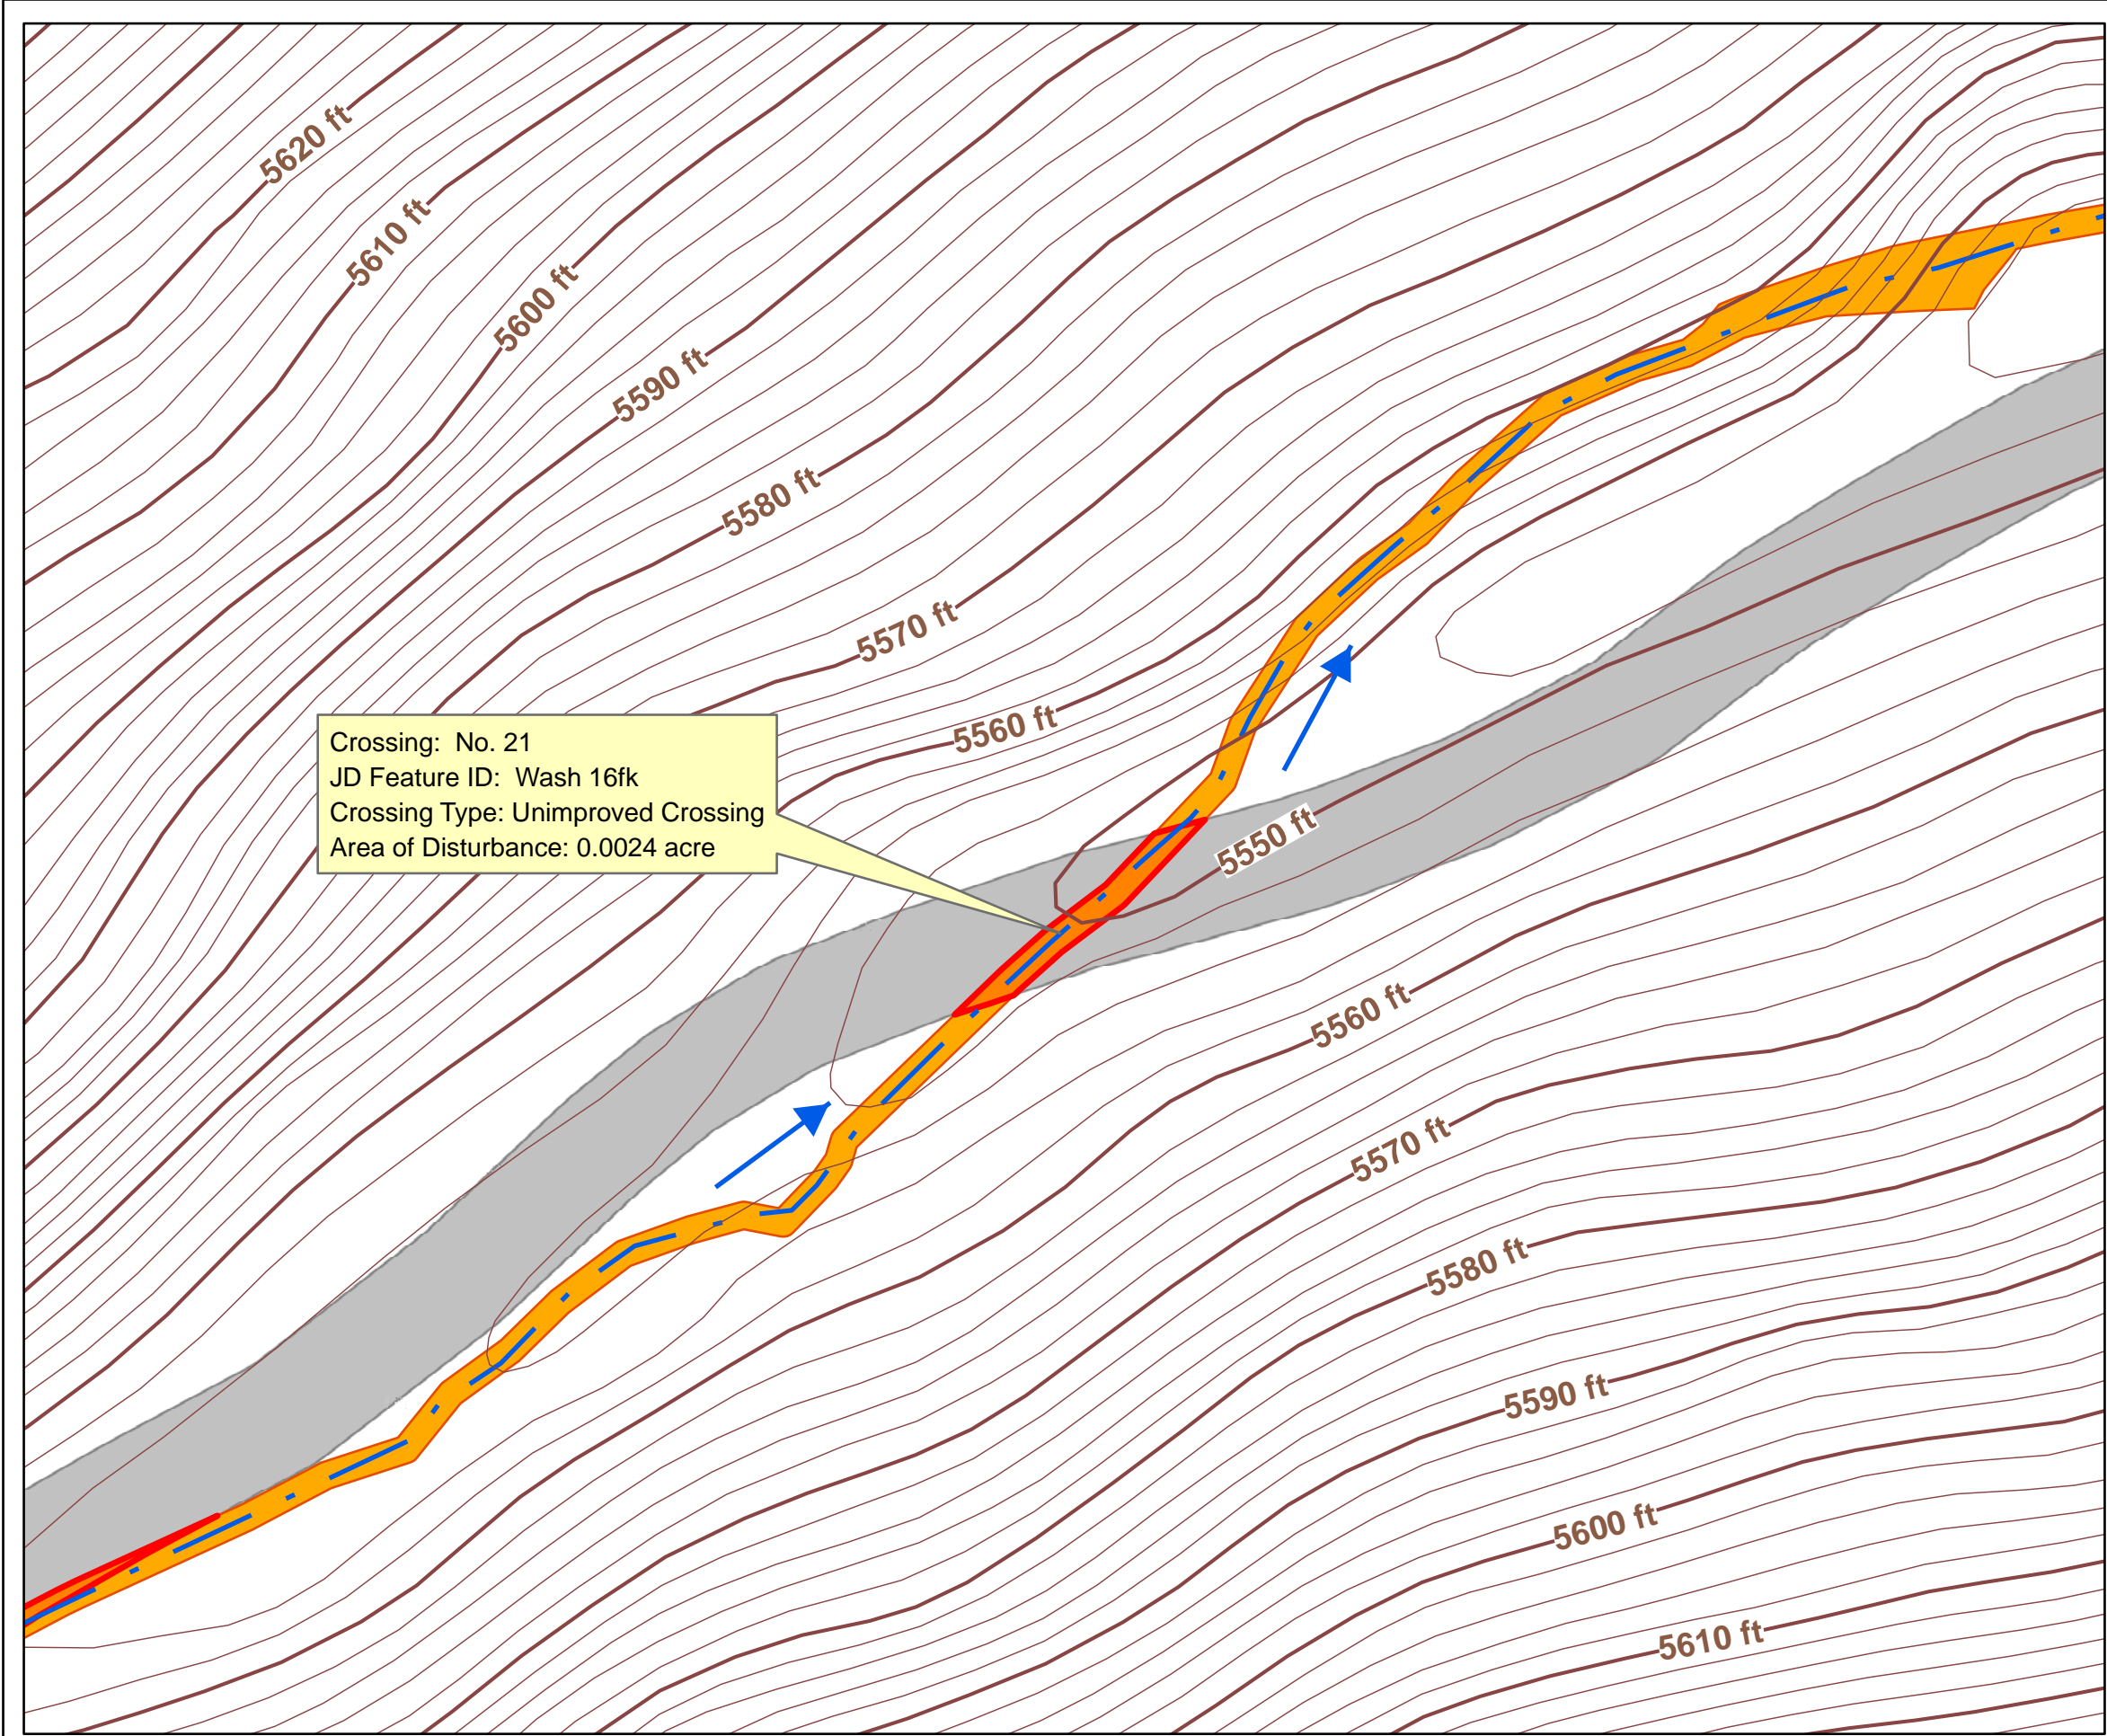 5620 ft
5610 ft
5600 ft
5590 ft
5580 ft
5570 ft
5560 ft
Crossing:  No. 21
JD Feature ID:  Wash 16fk
Crossing Type: Unimproved Crossing
Area of Disturbance: 0.0024 acre
5550 ft
5560 ft
5570 ft
5580 ft
5590 ft
5600 ft
5610 ft